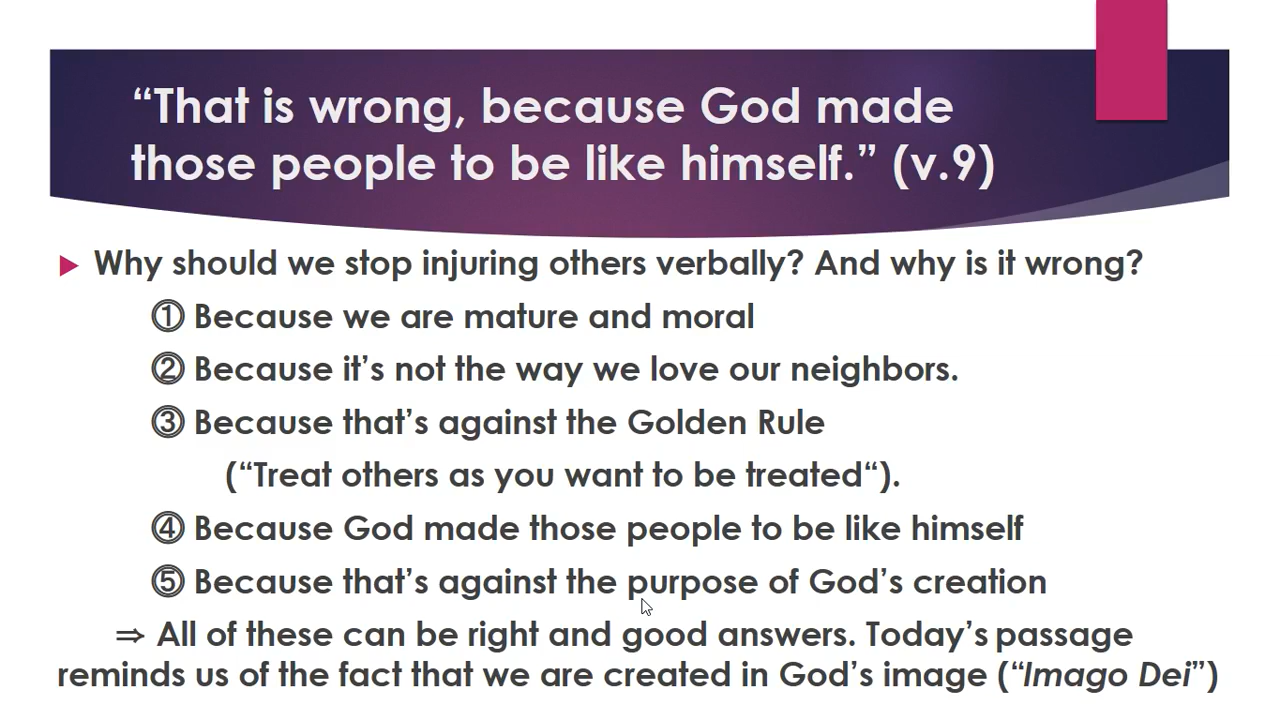 “That is wrong, because God made
those people to be like himself.” (v.9)
Why should we stop injuring others verbally? And why is it wrong?
① Because we are mature and moral
② Because it’s not the way we love our neighbors.
③ Because that’s against the Golden Rule
(“Treat others as you want to be treated“).
④ Because God made those people to be like himself
⑤ Because that’s against the purpose of God’s creation
⇒ All of these can be right and good answers. Today’s passage
reminds us of the fact that we are created in God’s image (“Imago Dei”)